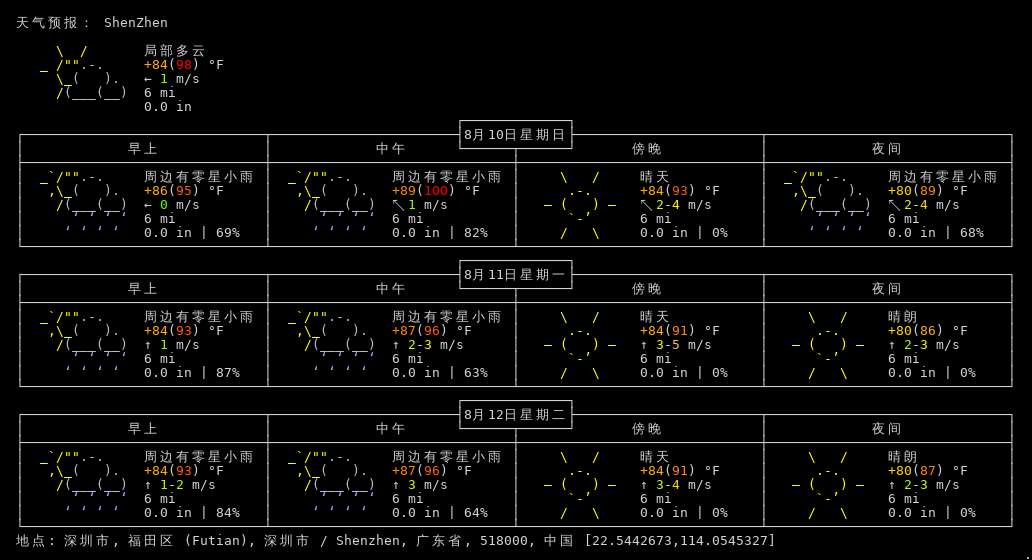 天气预报： ShenZhen
局部多云
+84(98) °F
← 1 m/s
6 mi
0.0 in
8月10日星期日
早上 中午 傍晚 夜间
周边有零星小雨 周边有零星小雨 晴天 周边有零星小雨
+86(95) °F +89(100) °F +84(93) °F +80(89) °F
← 0 m/s ↖ 1 m/s ↖ 2-4 m/s ↖ 2-4 m/s
6 mi 6 mi 6 mi 6 mi
0.0 in | 69% 0.0 in | 82% 0.0 in | 0% 0.0 in | 68%
8月11日星期一
早上 中午 傍晚 夜间
周边有零星小雨 周边有零星小雨 晴天 晴朗
+84(93) °F +87(96) °F +84(91) °F +80(86) °F
↑ 1 m/s ↑ 2-3 m/s ↑ 3-5 m/s ↑ 2-3 m/s
6 mi 6 mi 6 mi 6 mi
0.0 in | 87% 0.0 in | 63% 0.0 in | 0% 0.0 in | 0%
8月12日星期二
早上 中午 傍晚 夜间
周边有零星小雨 周边有零星小雨 晴天 晴朗
+84(93) °F +87(96) °F +84(91) °F +80(87) °F
↑ 1-2 m/s ↑ 3 m/s ↑ 3-4 m/s ↑ 2-3 m/s
6 mi 6 mi 6 mi 6 mi
0.0 in | 84% 0.0 in | 64% 0.0 in | 0% 0.0 in | 0%
地点: 深圳市, 福田区 (Futian), 深圳市 / Shenzhen, 广东省, 518000, 中国 [22.5442673,114.0545327]